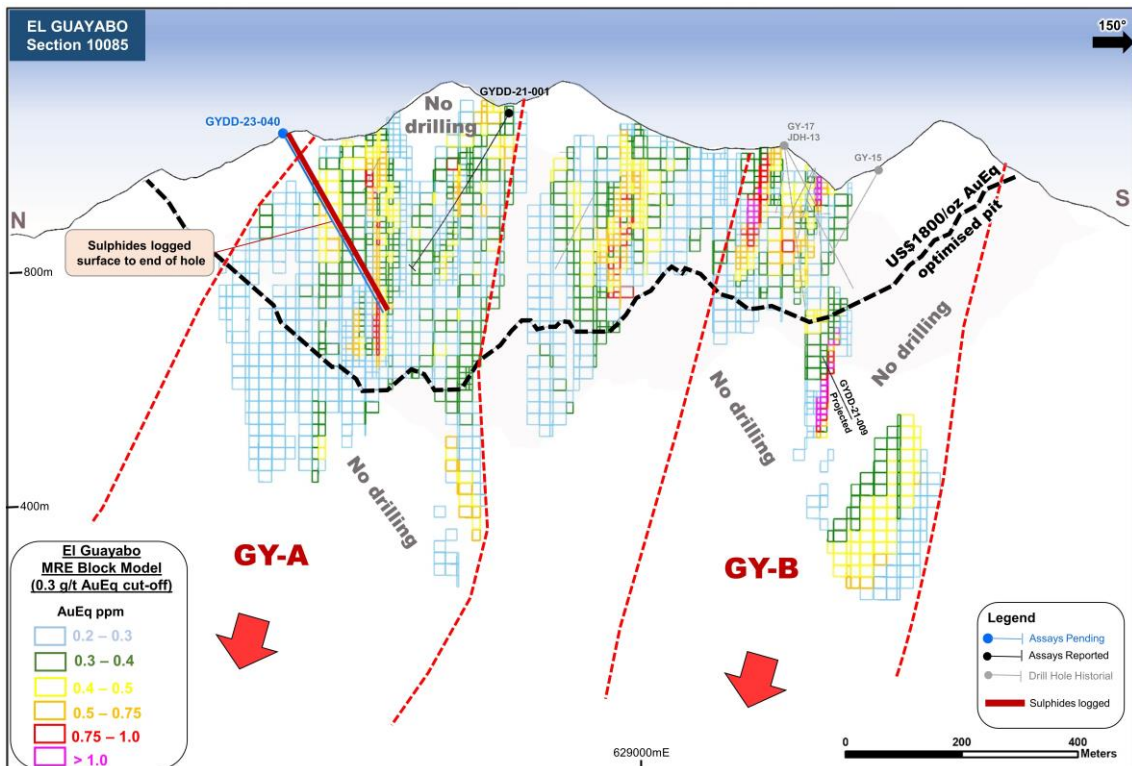 EL GUAYABO
Section 10085
150°
GYDD-23-040
No
drilling
GYDD-21-001
GY-17
JDH-13
GY-15
N
S
Sulphides logged
surface to end of hole
800m
US$1800/oz AuEq
optimised pit
No drilling
No drilling
No drilling
GYDD-21-009
Projected
400m
GY-A
GY-B
El Guayabo
MRE Block Model
(0.3 g/t AuEq cut-off)
AuEq ppm
0.2 – 0.3
0.3 – 0.4
0.4 – 0.5
0.5 – 0.75
0.75 – 1.0
> 1.0
Legend
Assays Pending
Assays Reported
Drill Hole Historial
Sulphides logged
629000mE
0 200 400
Meters